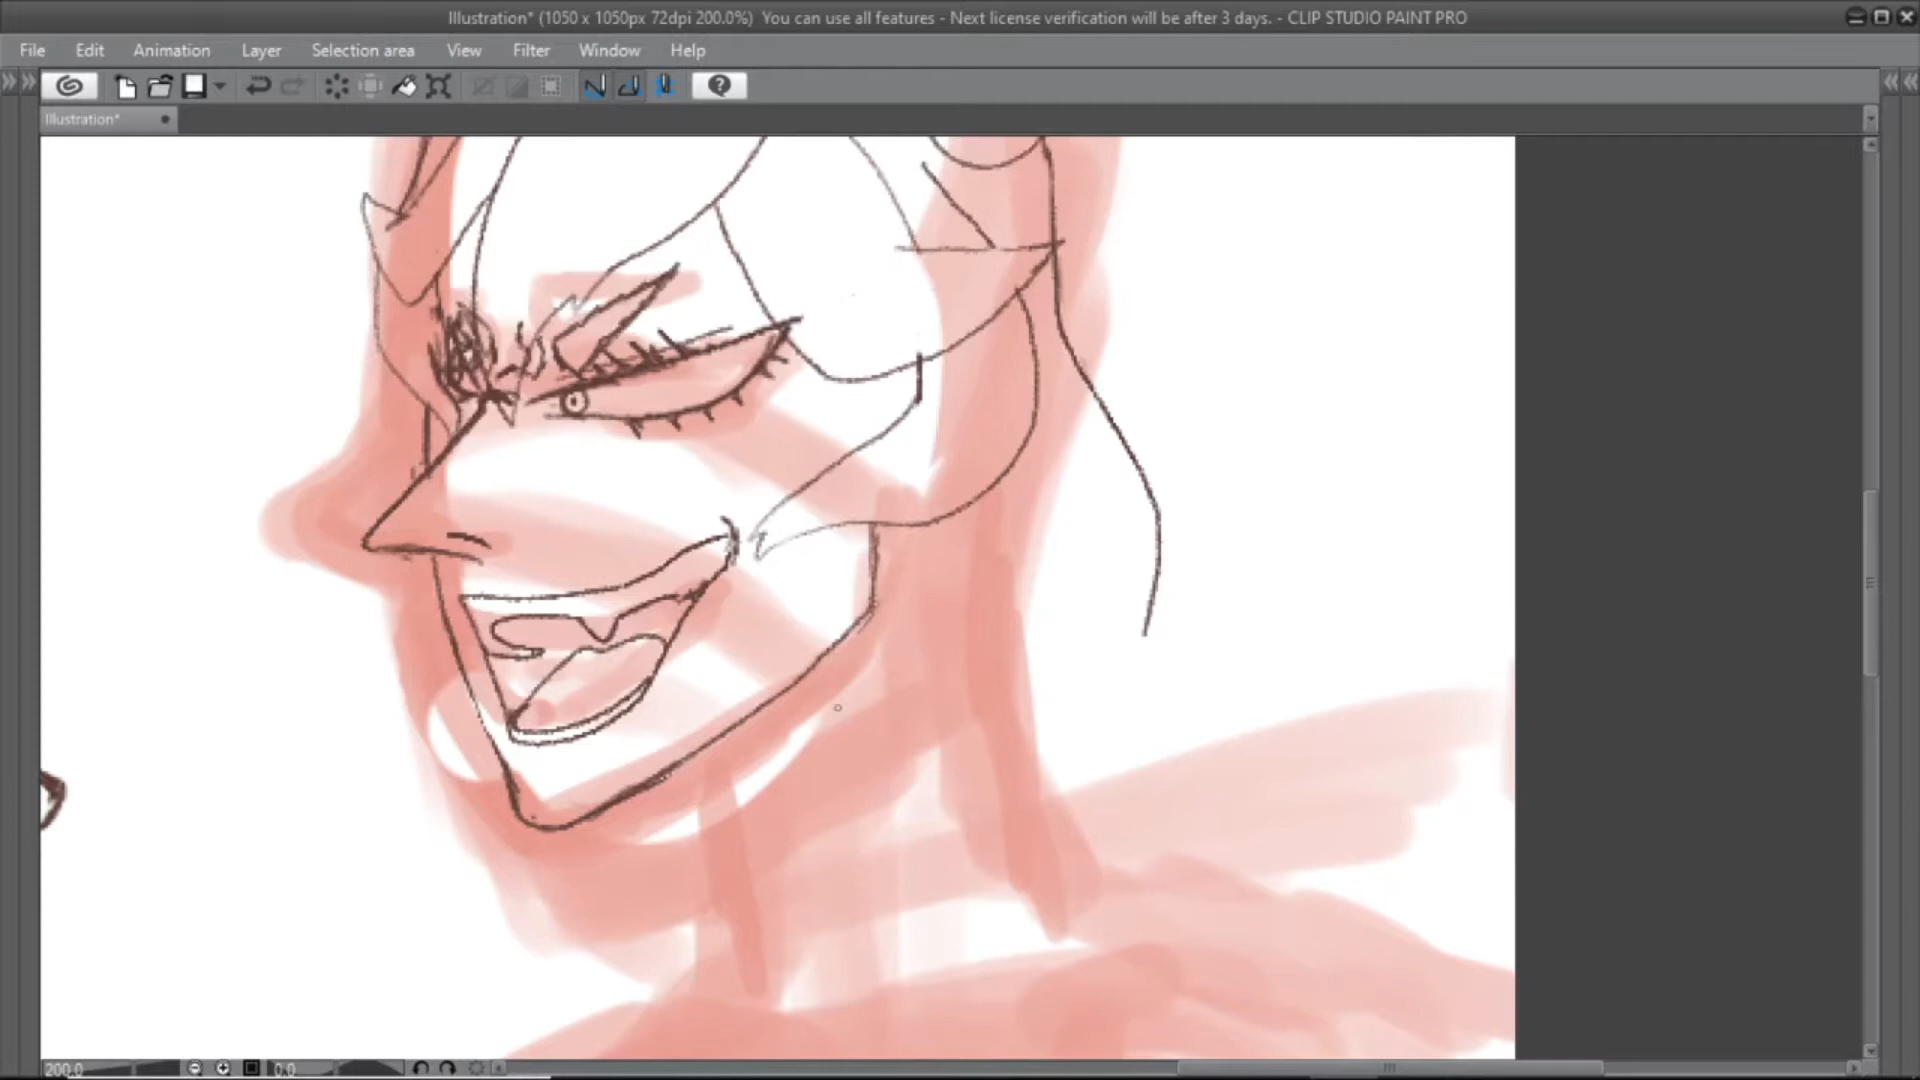 Illustration* (1050 x 1050px 72dpi 200.0%)  You can use all features - Next license verification will be after 3 days. - CLIP STUDIO PAINT PRO
File Edit Animation Layer Selection area View Filter Window Help
Illustration*
200.0 0.0